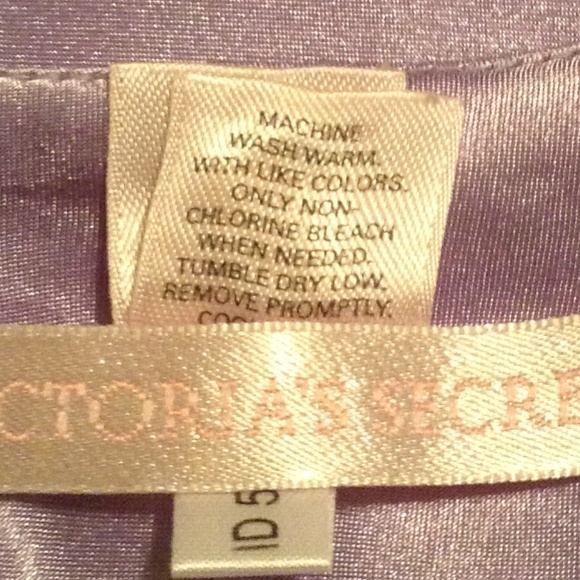 MACHINE
WASH WARM.
WITH LIKE COLORS.
ONLY NON-
CHLORINE BLEACH
WHEN NEEDED.
TUMBLE DRY LOW.
REMOVE PROMPTLY.
COO
CTORIA'S SECRE
ID 5